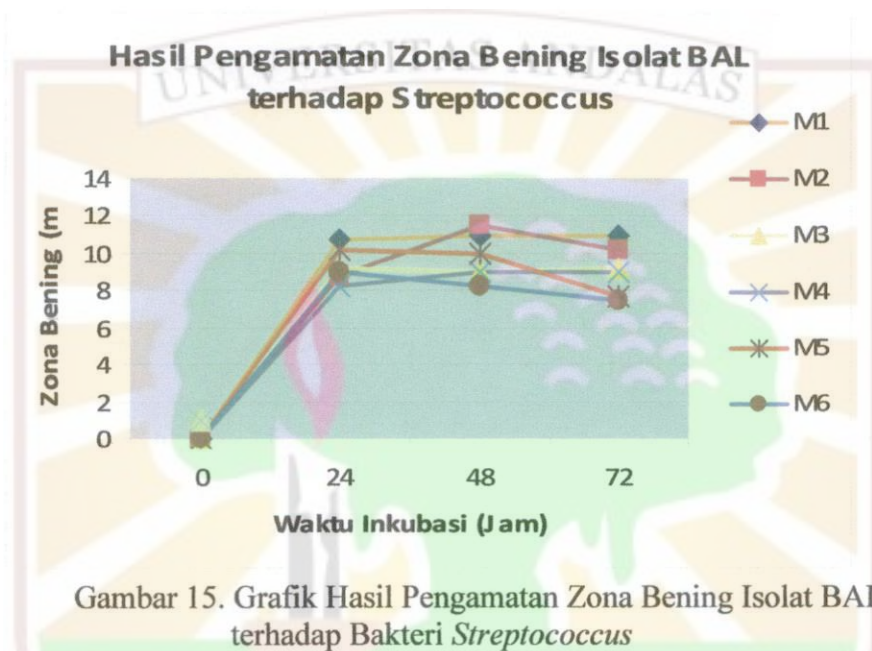 Hasil Pengamatan Zona Bening Isolat BAL
terhadap Streptococcus
UNIVERSITAS ANDALAS
M1
M2
M3
M4
M5
M6
Zona Bening (m
14
12
10
8
6
4
2
0
0 24 48 72
Waktu Inkubasi (Jam)
Gambar 15. Grafik Hasil Pengamatan Zona Bening Isolat BAL
terhadap Bakteri Streptococcus